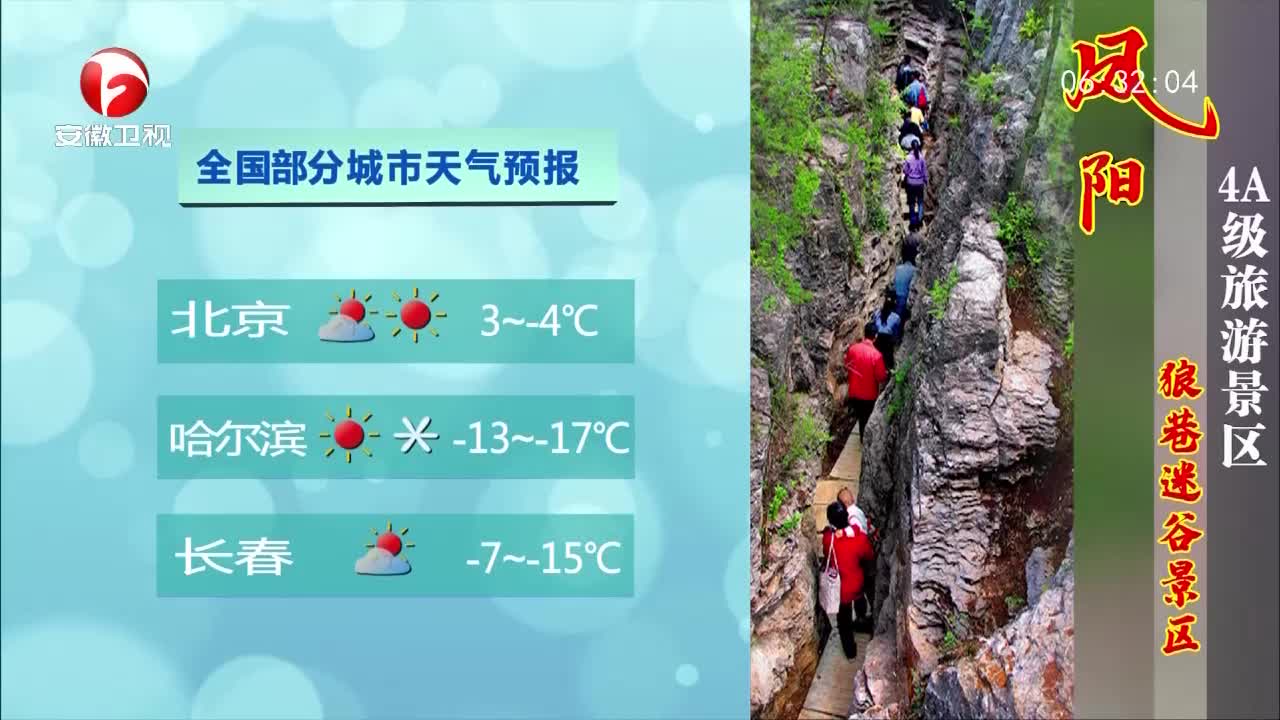 安徽卫视
全国部分城市天气预报
北京 3~-4℃
哈尔滨 -13~-17℃
长春 -7~-15℃
06:32:04
凤阳
4A级旅游景区
狼巷迷谷景区